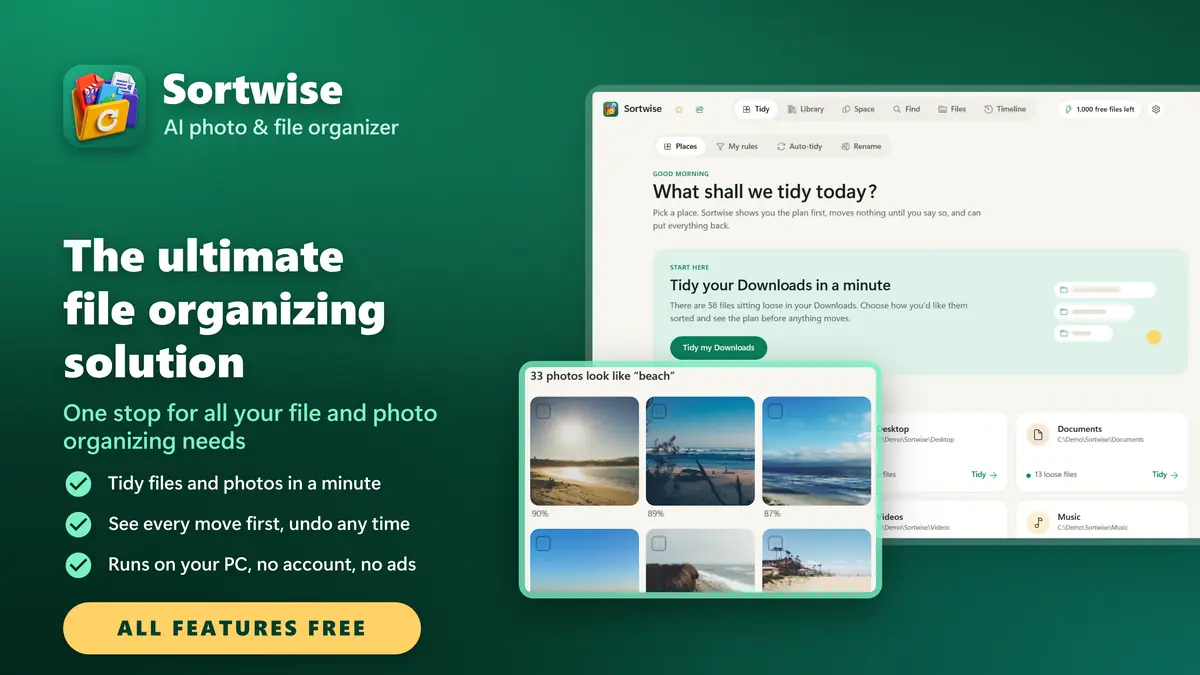 Sortwise
AI photo & file organizer
The ultimate
file organizing
solution
One stop for all your file and photo
organizing needs
Tidy files and photos in a minute
See every move first, undo any time
Runs on your PC, no account, no ads
ALL FEATURES FREE
Sortwise
Tidy
Library
Space
Find
Files
Timeline
1,000 free files left
Places
My rules
Auto-tidy
Rename
GOOD MORNING
What shall we tidy today?
Pick a place. Sortwise shows you the plan first, moves nothing until you say so, and can
put everything back.
START HERE
Tidy your Downloads in a minute
There are 58 files sitting loose in your Downloads. Choose how you'd like them
sorted and see the plan before anything moves.
Tidy my Downloads
33 photos look like "beach"
90%
89%
87%
Desktop
C:\Demo\Sortwise\Desktop
files
Tidy →
Documents
C:\Demo\Sortwise\Documents
13 loose files
Tidy →
Videos
C:\Demo\Sortwise\Videos
Music
C:\Demo\Sortwise\Music